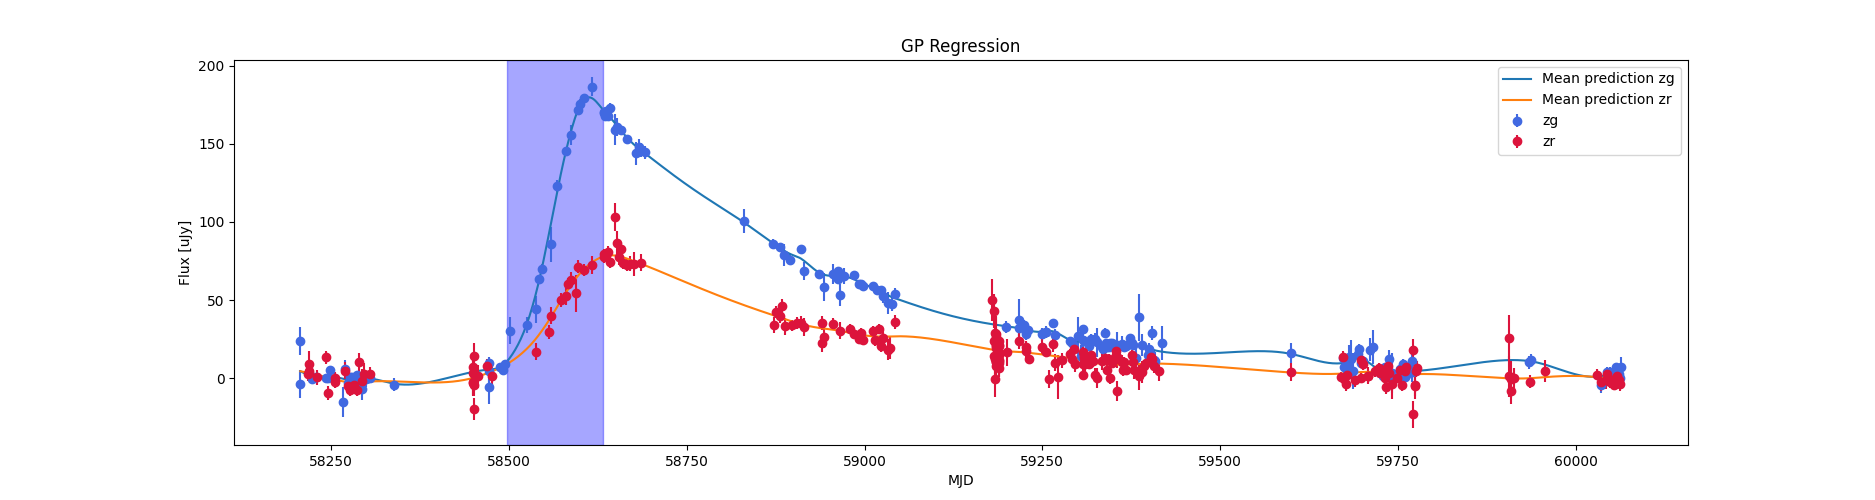 GP Regression
Mean prediction zg
Mean prediction zr
zg
zr
Flux [uJy]
200
150
100
50
0
58250 58500 58750 59000 59250 59500 59750 60000
MJD